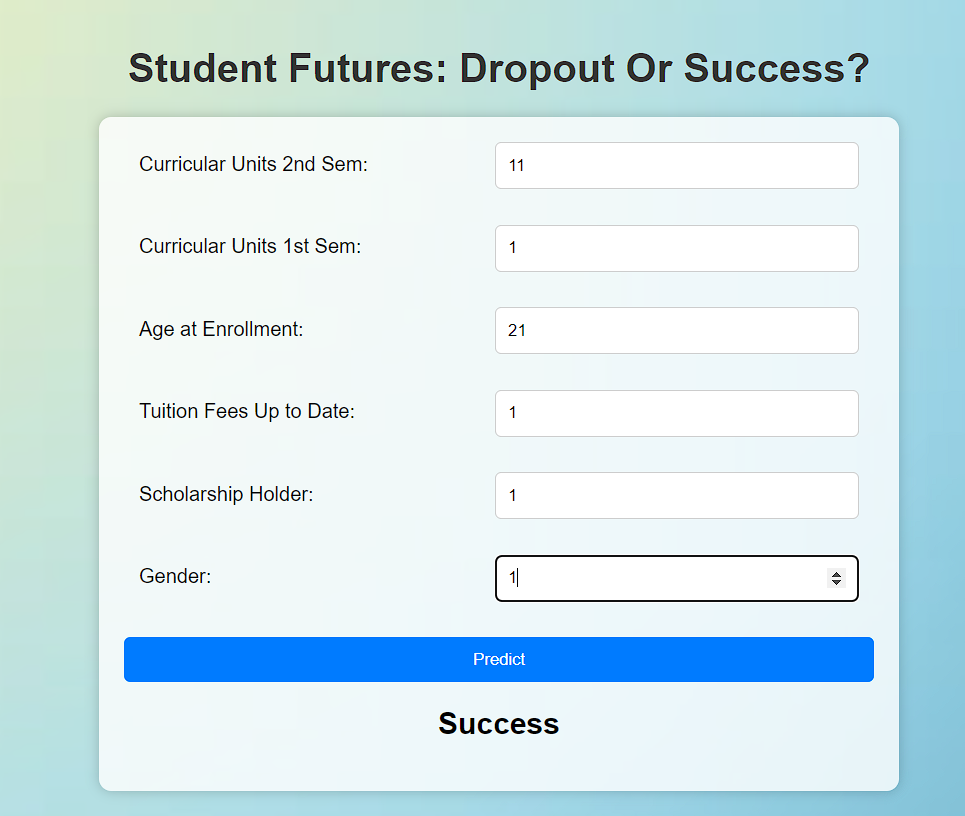 Student Futures: Dropout Or Success?
Curricular Units 2nd Sem: 11
Curricular Units 1st Sem: 1
Age at Enrollment: 21
Tuition Fees Up to Date: 1
Scholarship Holder: 1
Gender: 1
Predict
Success